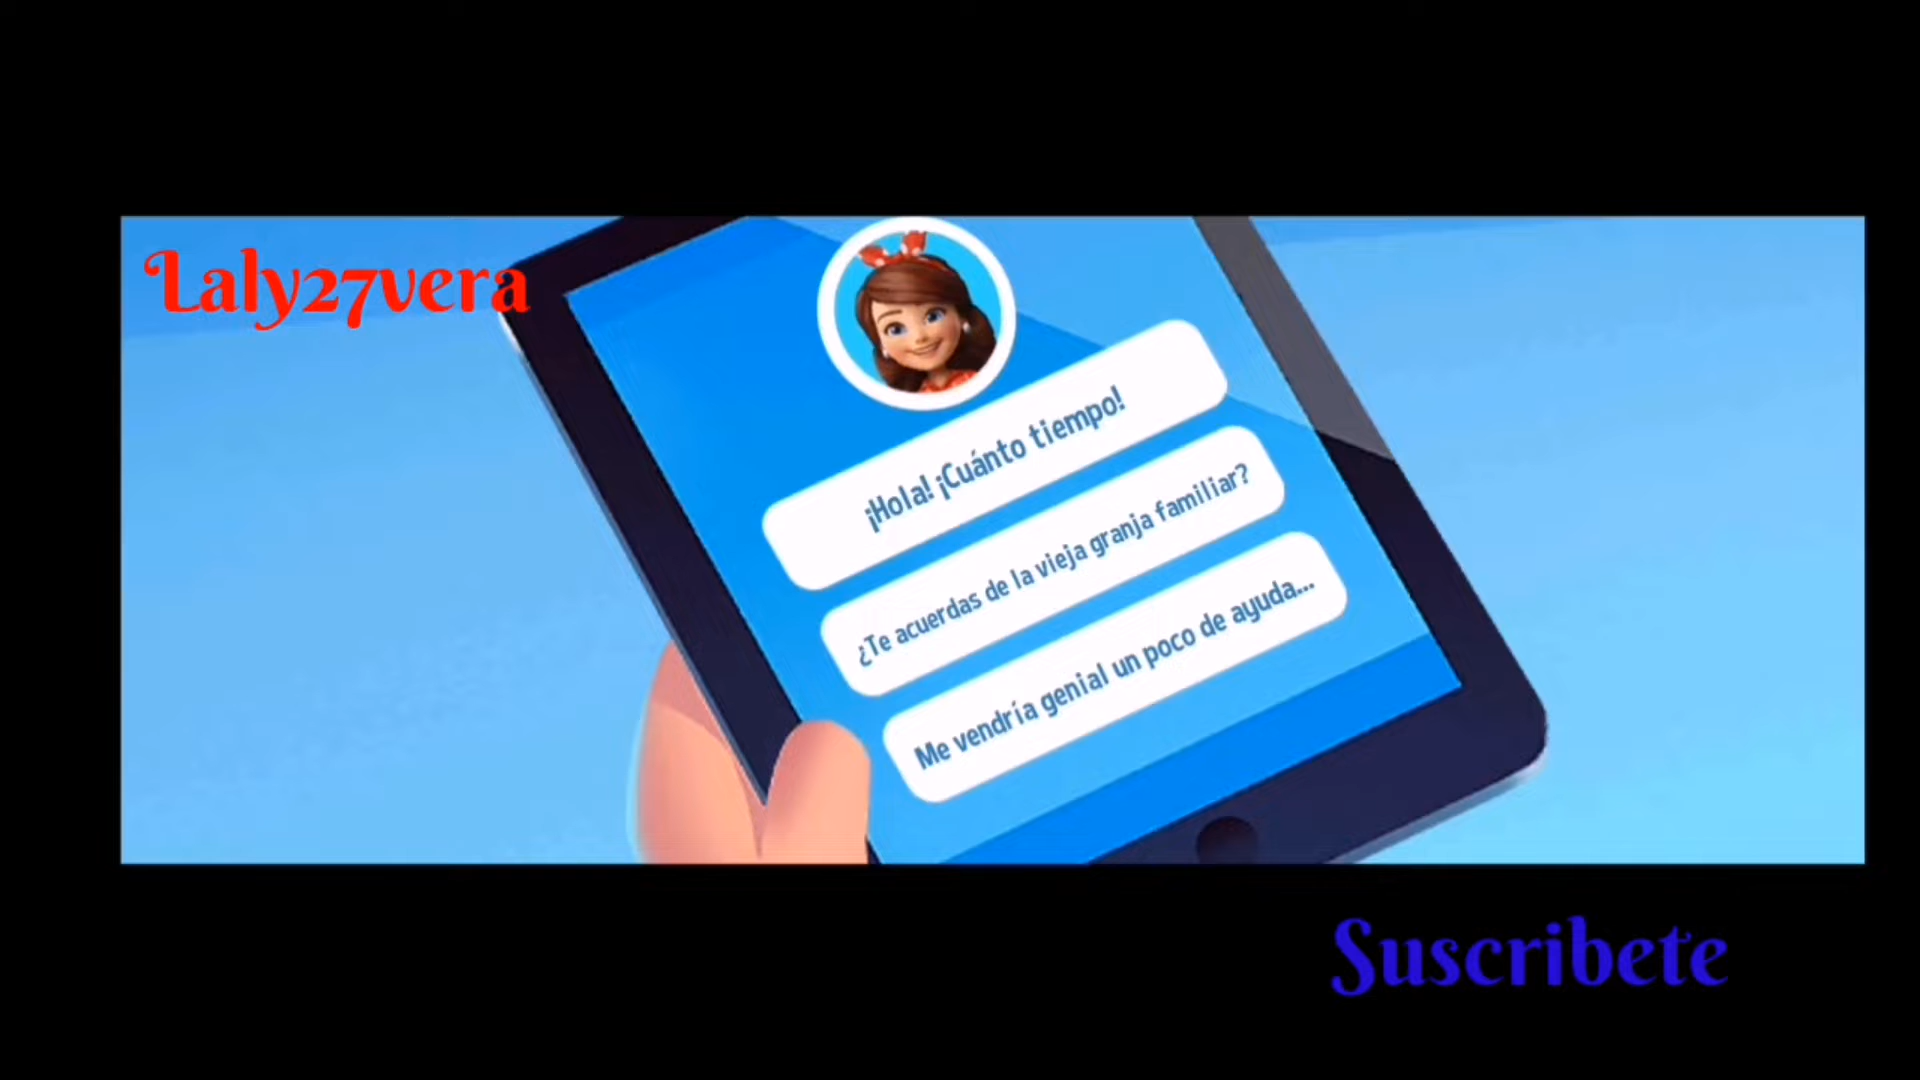 Laly27vera
¡Hola! ¡Cuánto tiempo!
¿Te acuerdas de la vieja granja familiar?
Me vendría genial un poco de ayuda...
Suscribete